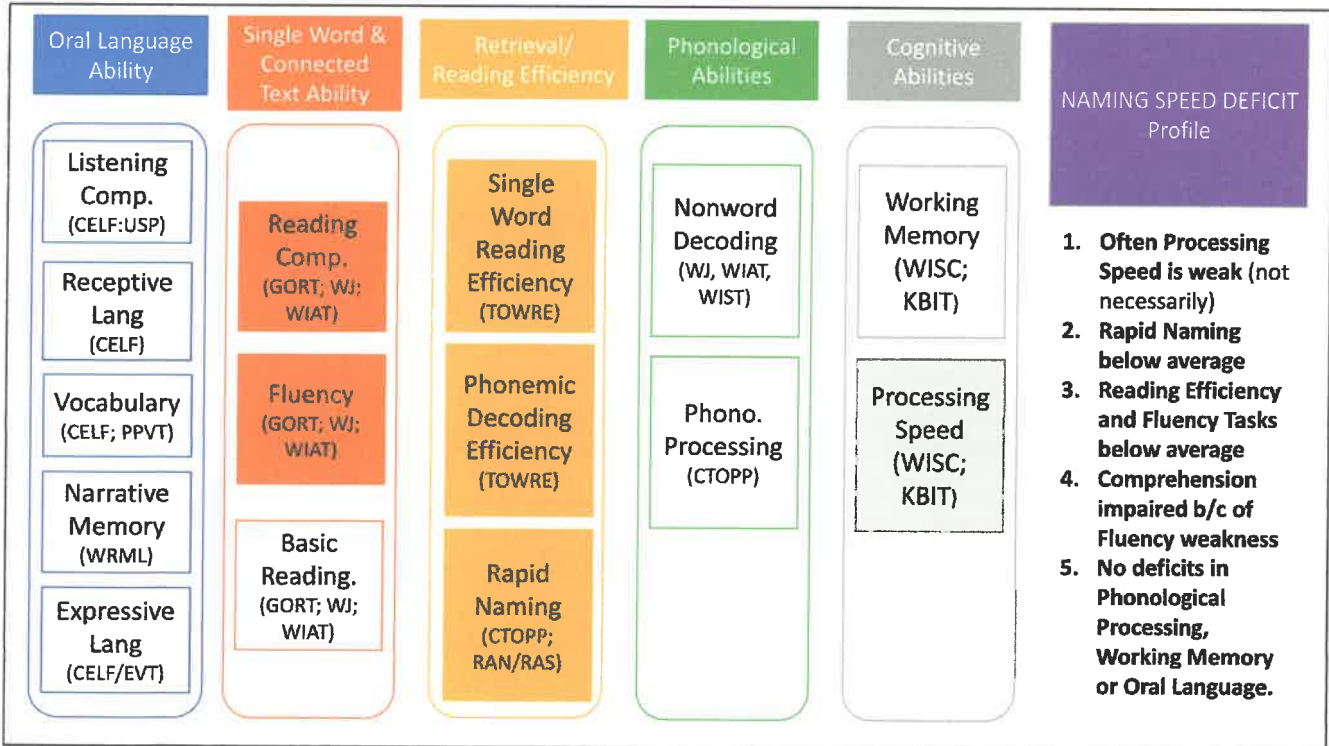 Oral Language
Ability
Single Word &
Connected
Text Ability
Retrieval/
Reading Efficiency
Phonological
Abilities
Cognitive
Abilities
NAMING SPEED DEFICIT
Profile
Listening
Comp.
(CELF:USP)
Receptive
Lang
(CELF)
Vocabulary
(CELF; PPVT)
Narrative
Memory
(WRML)
Expressive
Lang
(CELF/EVT)
Reading
Comp.
(GORT; WJ;
WIAT)
Fluency
(GORT; WJ;
WIAT)
Basic
Reading.
(GORT; WJ;
WIAT)
Single
Word
Reading
Efficiency
(TOWRE)
Phonemic
Decoding
Efficiency
(TOWRE)
Rapid
Naming
(CTOPP;
RAN/RAS)
Nonword
Decoding
(WJ, WIAT,
WIST)
Phono.
Processing
(CTOPP)
Working
Memory
(WISC;
KBIT)
Processing
Speed
(WISC;
KBIT)
1. Often Processing
Speed is weak (not
necessarily)
2. Rapid Naming
below average
3. Reading Efficiency
and Fluency Tasks
below average
4. Comprehension
impaired b/c of
Fluency weakness
5. No deficits in
Phonological
Processing,
Working Memory
or Oral Language.